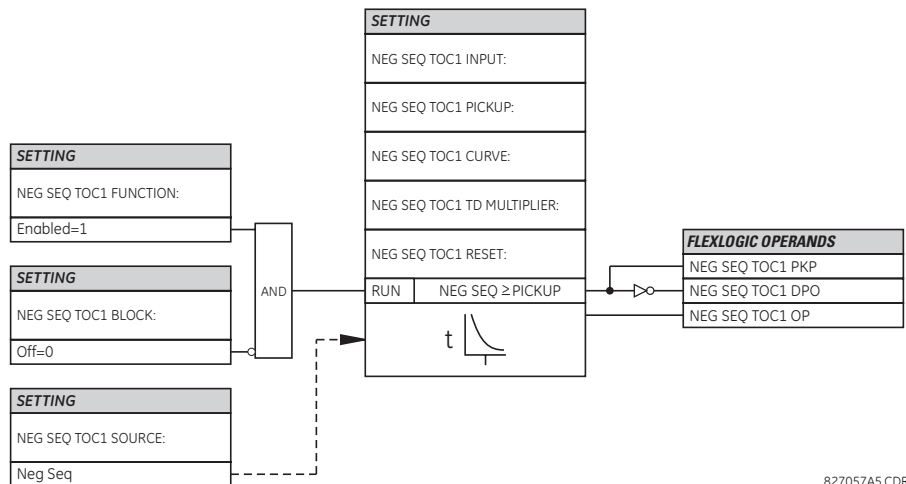 SETTING
NEG SEQ TOC1 FUNCTION:
Enabled=1
SETTING
NEG SEQ TOC1 BLOCK:
Off=0
SETTING
NEG SEQ TOC1 SOURCE:
Neg Seq
AND
SETTING
NEG SEQ TOC1 INPUT:
NEG SEQ TOC1 PICKUP:
NEG SEQ TOC1 CURVE:
NEG SEQ TOC1 TD MULTIPLIER:
NEG SEQ TOC1 RESET:
RUN NEG SEQ ≥ PICKUP
t
FLEXLOGIC OPERANDS
NEG SEQ TOC1 PKP
NEG SEQ TOC1 DPO
NEG SEQ TOC1 OP
827057A5.CDR